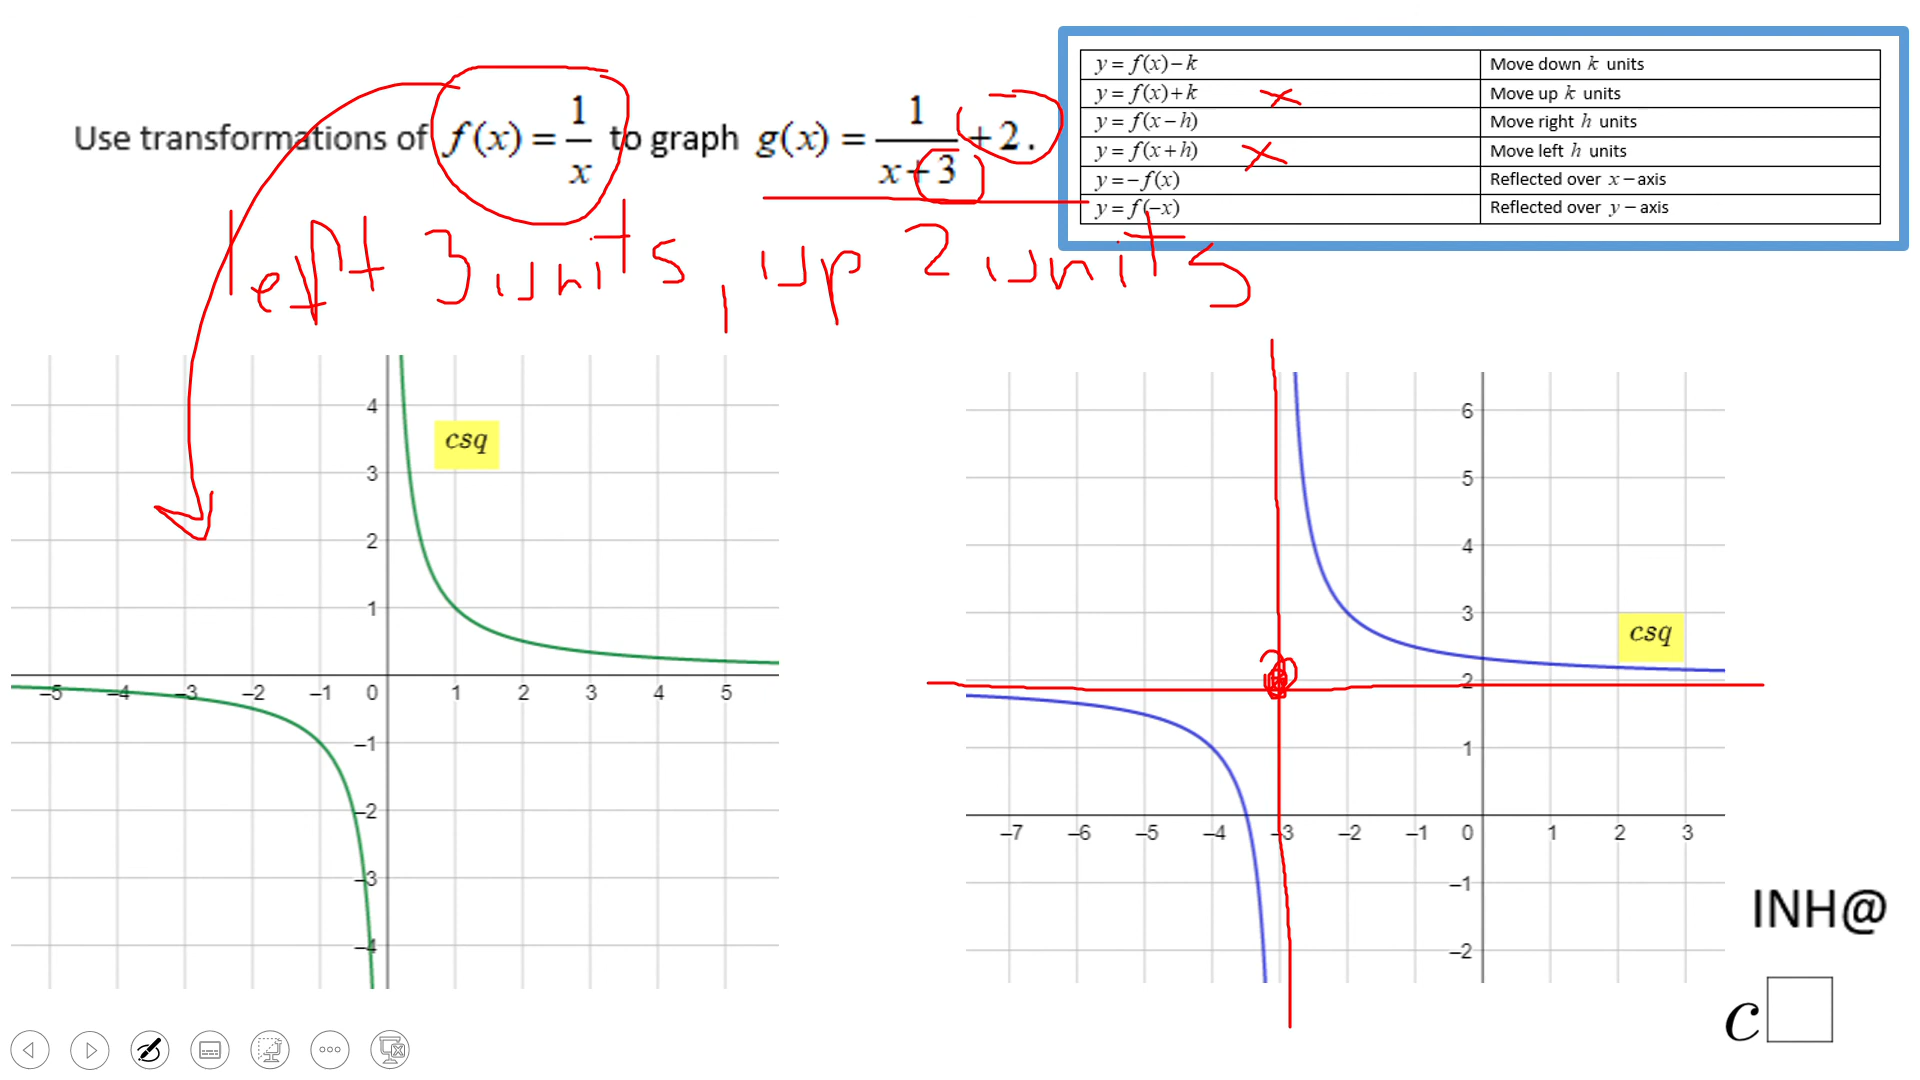 Use transformations of f(x) = 1/x to graph g(x) = 1/(x+3) + 2.
y = f(x) − k Move down k units
y = f(x) + k Move up k units
y = f(x − h) Move right h units
y = f(x + h) Move left h units
y = − f(x) Reflected over x − axis
y = f(−x) Reflected over y − axis
left 3 units, up 2 units
csq
4
3
2
1
−5 −4 −3 −2 −1 0 1 2 3 4 5
−1
−2
−3
−4
csq
6
5
4
3
2
1
−7 −6 −5 −4 −3 −2 −1 0 1 2 3
−1
−2
INH@
c